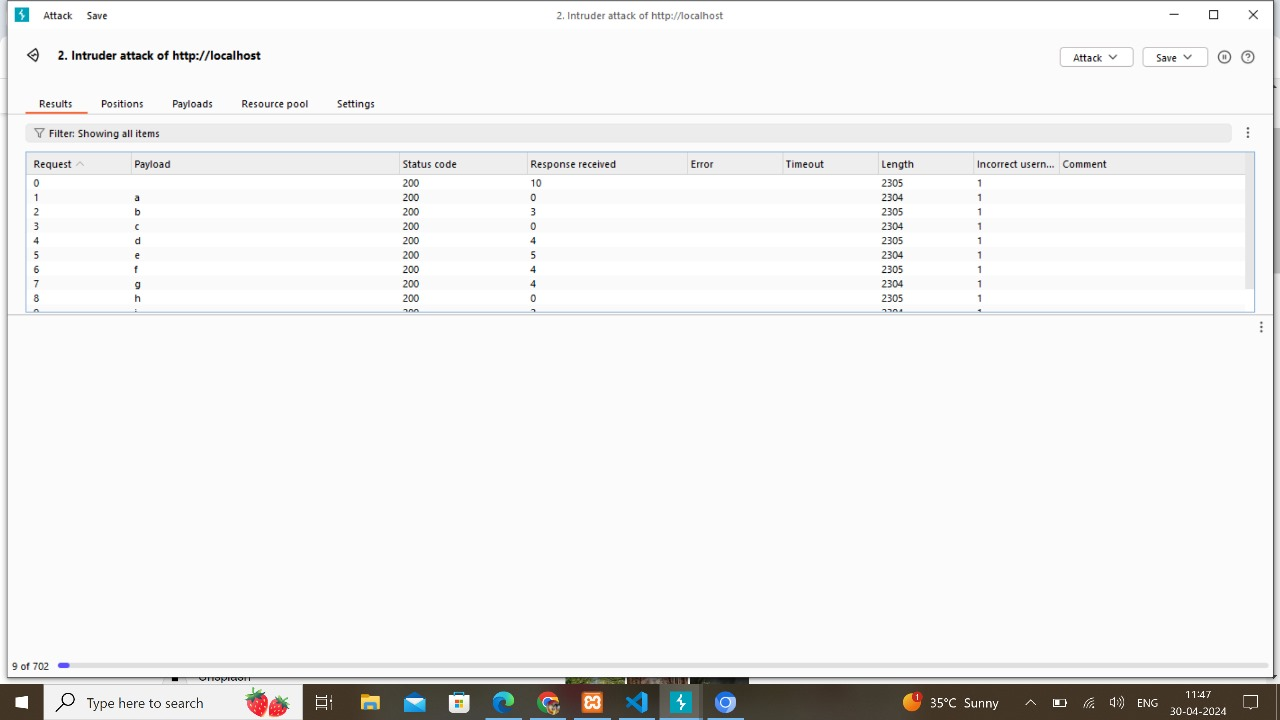 Attack Save 2. Intruder attack of http://localhost
2. Intruder attack of http://localhost Attack Save
Results Positions Payloads Resource pool Settings
Filter: Showing all items
Request Payload Status code Response received Error Timeout Length Incorrect usern... Comment
0 200 10 2305 1
1 a 200 0 2304 1
2 b 200 3 2305 1
3 c 200 0 2304 1
4 d 200 4 2305 1
5 e 200 5 2304 1
6 f 200 4 2305 1
7 g 200 4 2304 1
8 h 200 0 2305 1
9 of 702
Type here to search 1 35°C Sunny ENG 11:47
30-04-2024